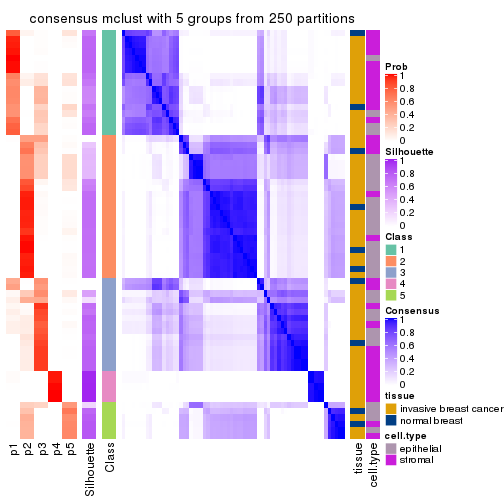 consensus mclust with 5 groups from 250 partitions
Prob
1
0.8
0.6
0.4
0.2
0
Silhouette
1
0.8
0.6
0.4
0.2
0
Class
1
2
3
4
5
Consensus
1
0.8
0.6
0.4
0.2
0
tissue
invasive breast cancer
normal breast
cell.type
epithelial
stromal
p1
p2
p3
p4
p5
Silhouette
Class
tissue
cell.type